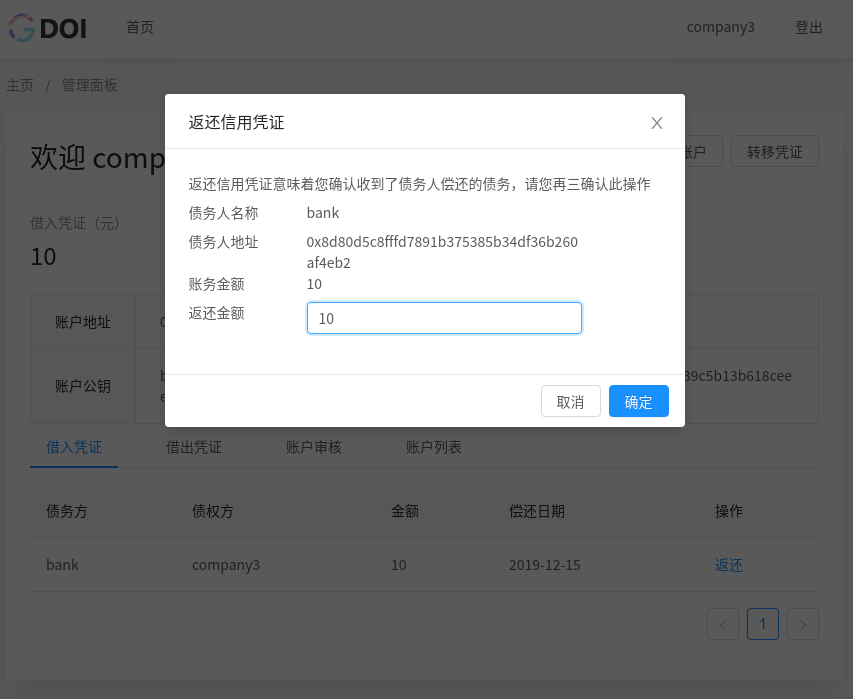 GDOI 首页 company3 登出
主页 / 管理面板
返还信用凭证
欢迎 comp 账户 转移凭证
返还信用凭证意味着您确认收到了债务人偿还的债务，请您再三确认此操作
债务人名称 bank
借入凭证（元）
债务人地址 0x8d80d5c8fffd7891b375385b34df36b260
af4eb2
10
账务金额 10
返还金额 10
账户地址 0
账户公钥 b 39c5b13b618cee
e
取消 确定
借入凭证 借出凭证 账户审核 账户列表
债务方 债权方 金额 偿还日期 操作
bank company3 10 2019-12-15 返还
< 1 >